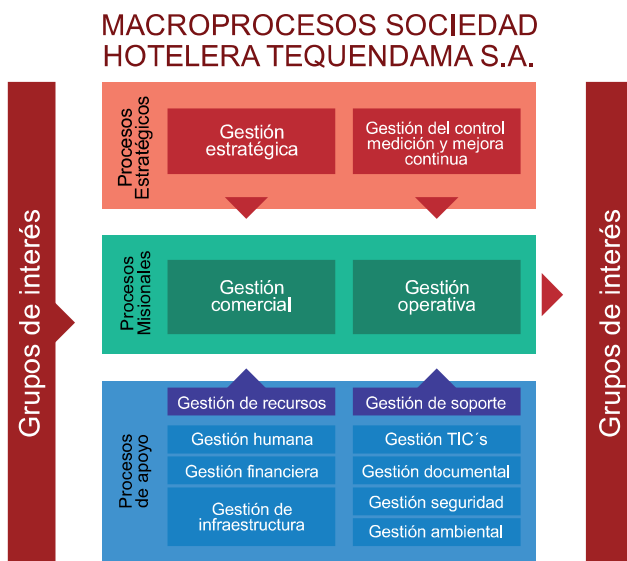 MACROPROCESOS SOCIEDAD
HOTELERA TEQUENDAMA S.A.
Grupos de interés
Procesos
Estratégicos
Gestión
estratégica
Gestión del control
medición y mejora
continua
Procesos
Misionales
Gestión
comercial
Gestión
operativa
Procesos
de apoyo
Gestión de recursos
Gestión humana
Gestión financiera
Gestión de
infraestructura
Gestión de soporte
Gestión TIC´s
Gestión documental
Gestión seguridad
Gestión ambiental
Grupos de interés